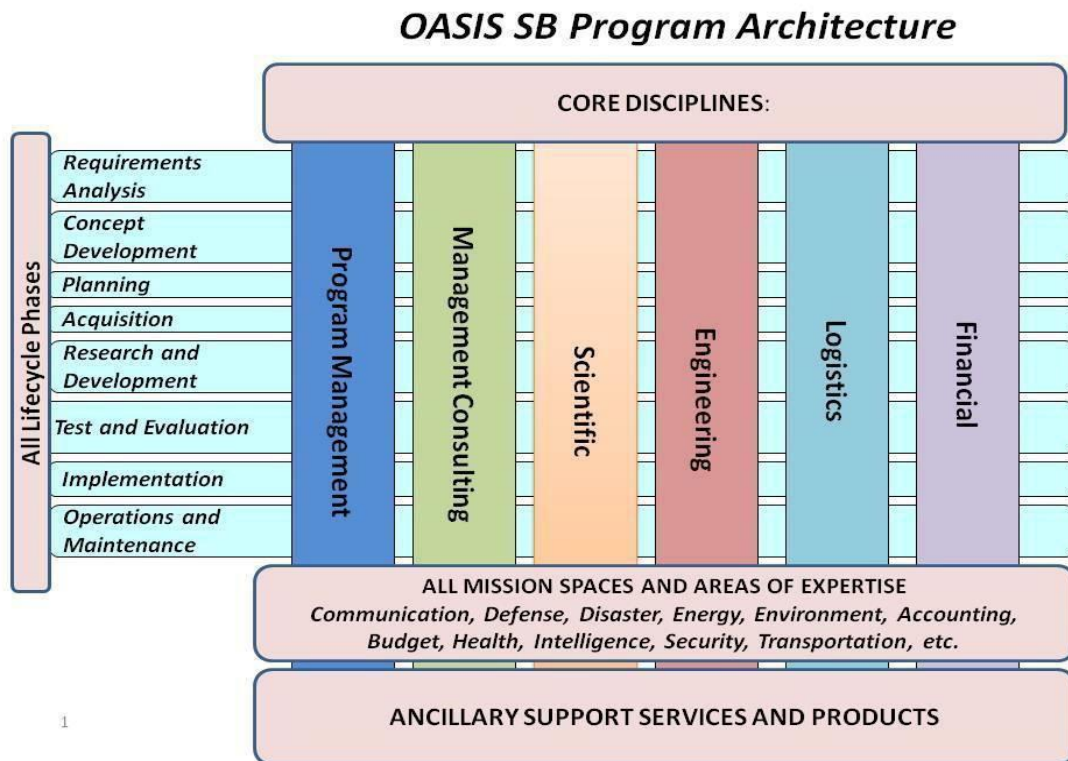 OASIS SB Program Architecture
CORE DISCIPLINES:
All Lifecycle Phases
Requirements
Analysis
Concept
Development
Planning
Acquisition
Research and
Development
Test and Evaluation
Implementation
Operations and
Maintenance
Program Management
Management Consulting
Scientific
Engineering
Logistics
Financial
ALL MISSION SPACES AND AREAS OF EXPERTISE
Communication, Defense, Disaster, Energy, Environment, Accounting,
Budget, Health, Intelligence, Security, Transportation, etc.
ANCILLARY SUPPORT SERVICES AND PRODUCTS
1